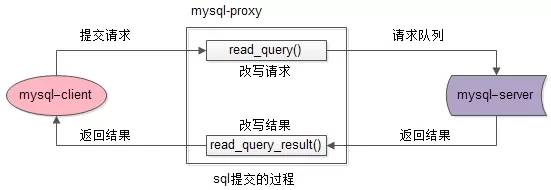 mysql-proxy
提交请求
read_query()
请求队列
改写请求
mysql–client
mysql–server
改写结果
返回结果
read_query_result()
返回结果
sql提交的过程